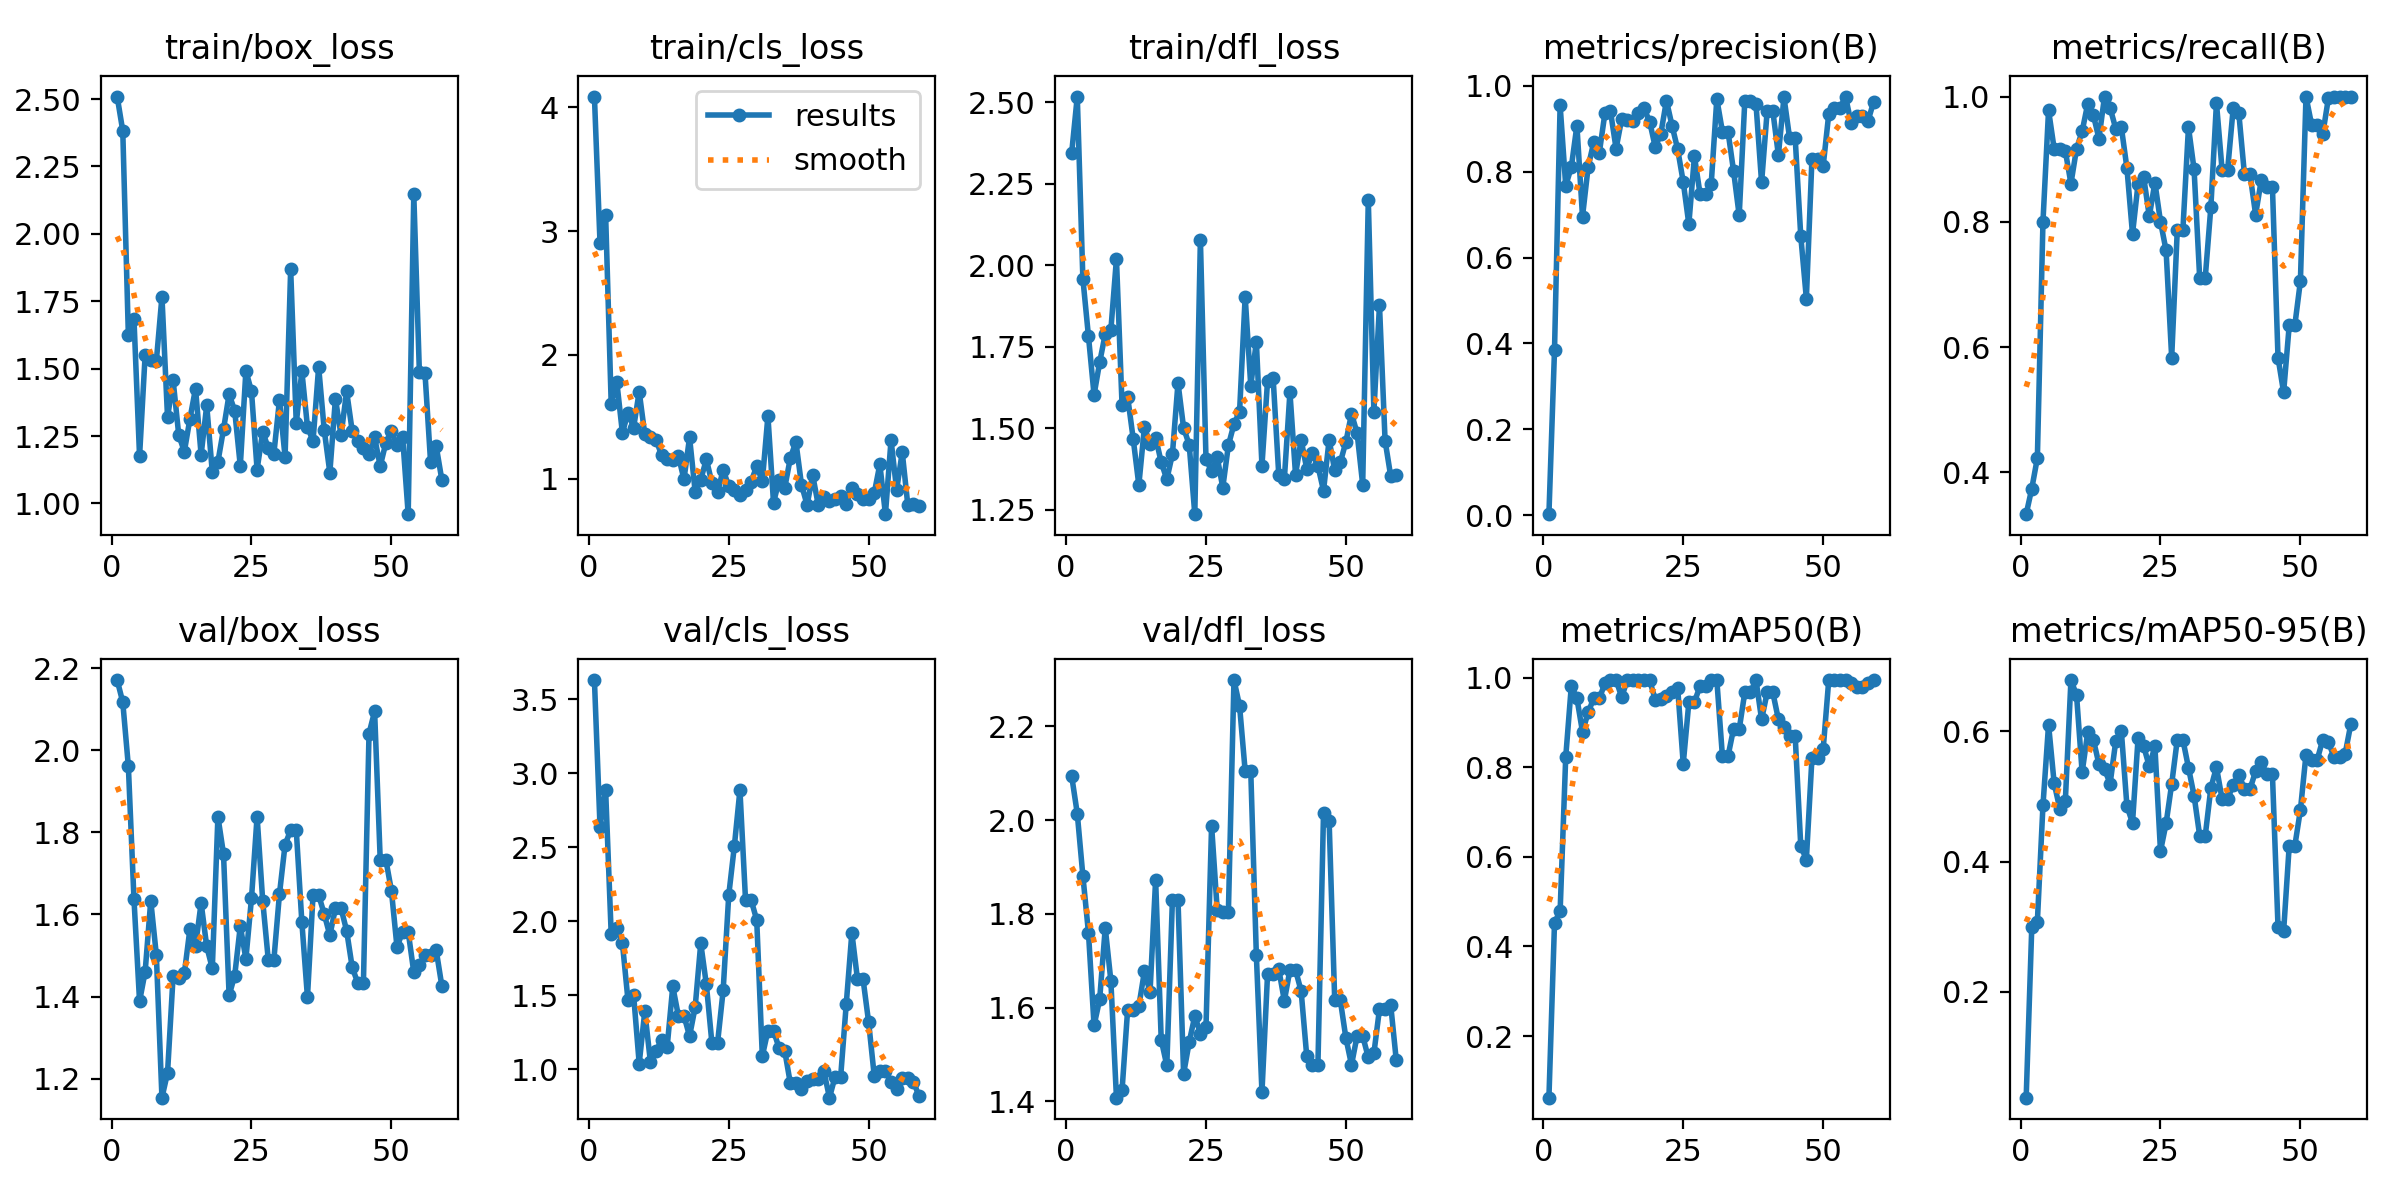 train/box_loss
train/cls_loss
train/dfl_loss
metrics/precision(B)
metrics/recall(B)
2.50
2.25
2.00
1.75
1.50
1.25
1.00
0 25 50
4
3
2
1
results
smooth
0 25 50
2.50
2.25
2.00
1.75
1.50
1.25
0 25 50
1.0
0.8
0.6
0.4
0.2
0.0
0 25 50
1.0
0.8
0.6
0.4
0 25 50
val/box_loss
val/cls_loss
val/dfl_loss
metrics/mAP50(B)
metrics/mAP50-95(B)
2.2
2.0
1.8
1.6
1.4
1.2
0 25 50
3.5
3.0
2.5
2.0
1.5
1.0
0 25 50
2.2
2.0
1.8
1.6
1.4
0 25 50
1.0
0.8
0.6
0.4
0.2
0 25 50
0.6
0.4
0.2
0 25 50